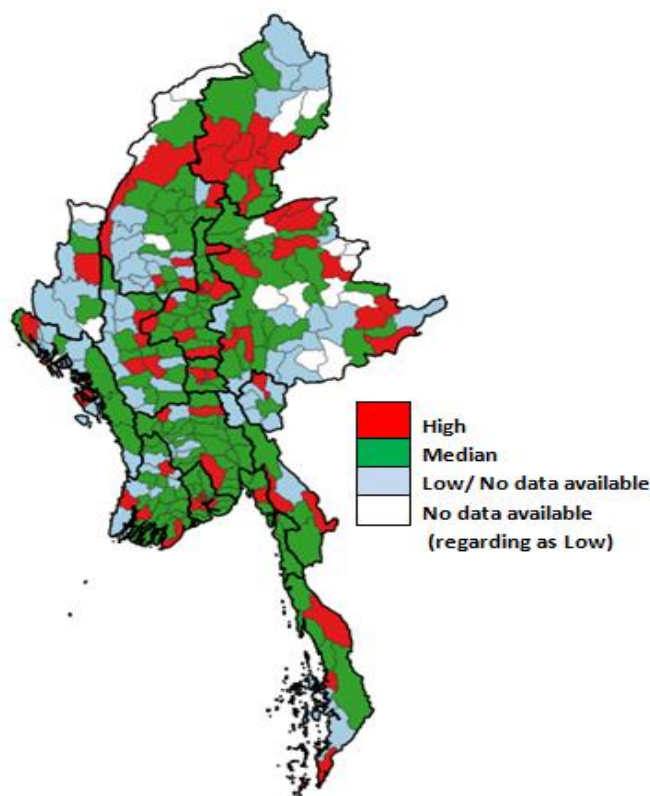 High
Median
Low/ No data available
No data available
(regarding as Low)